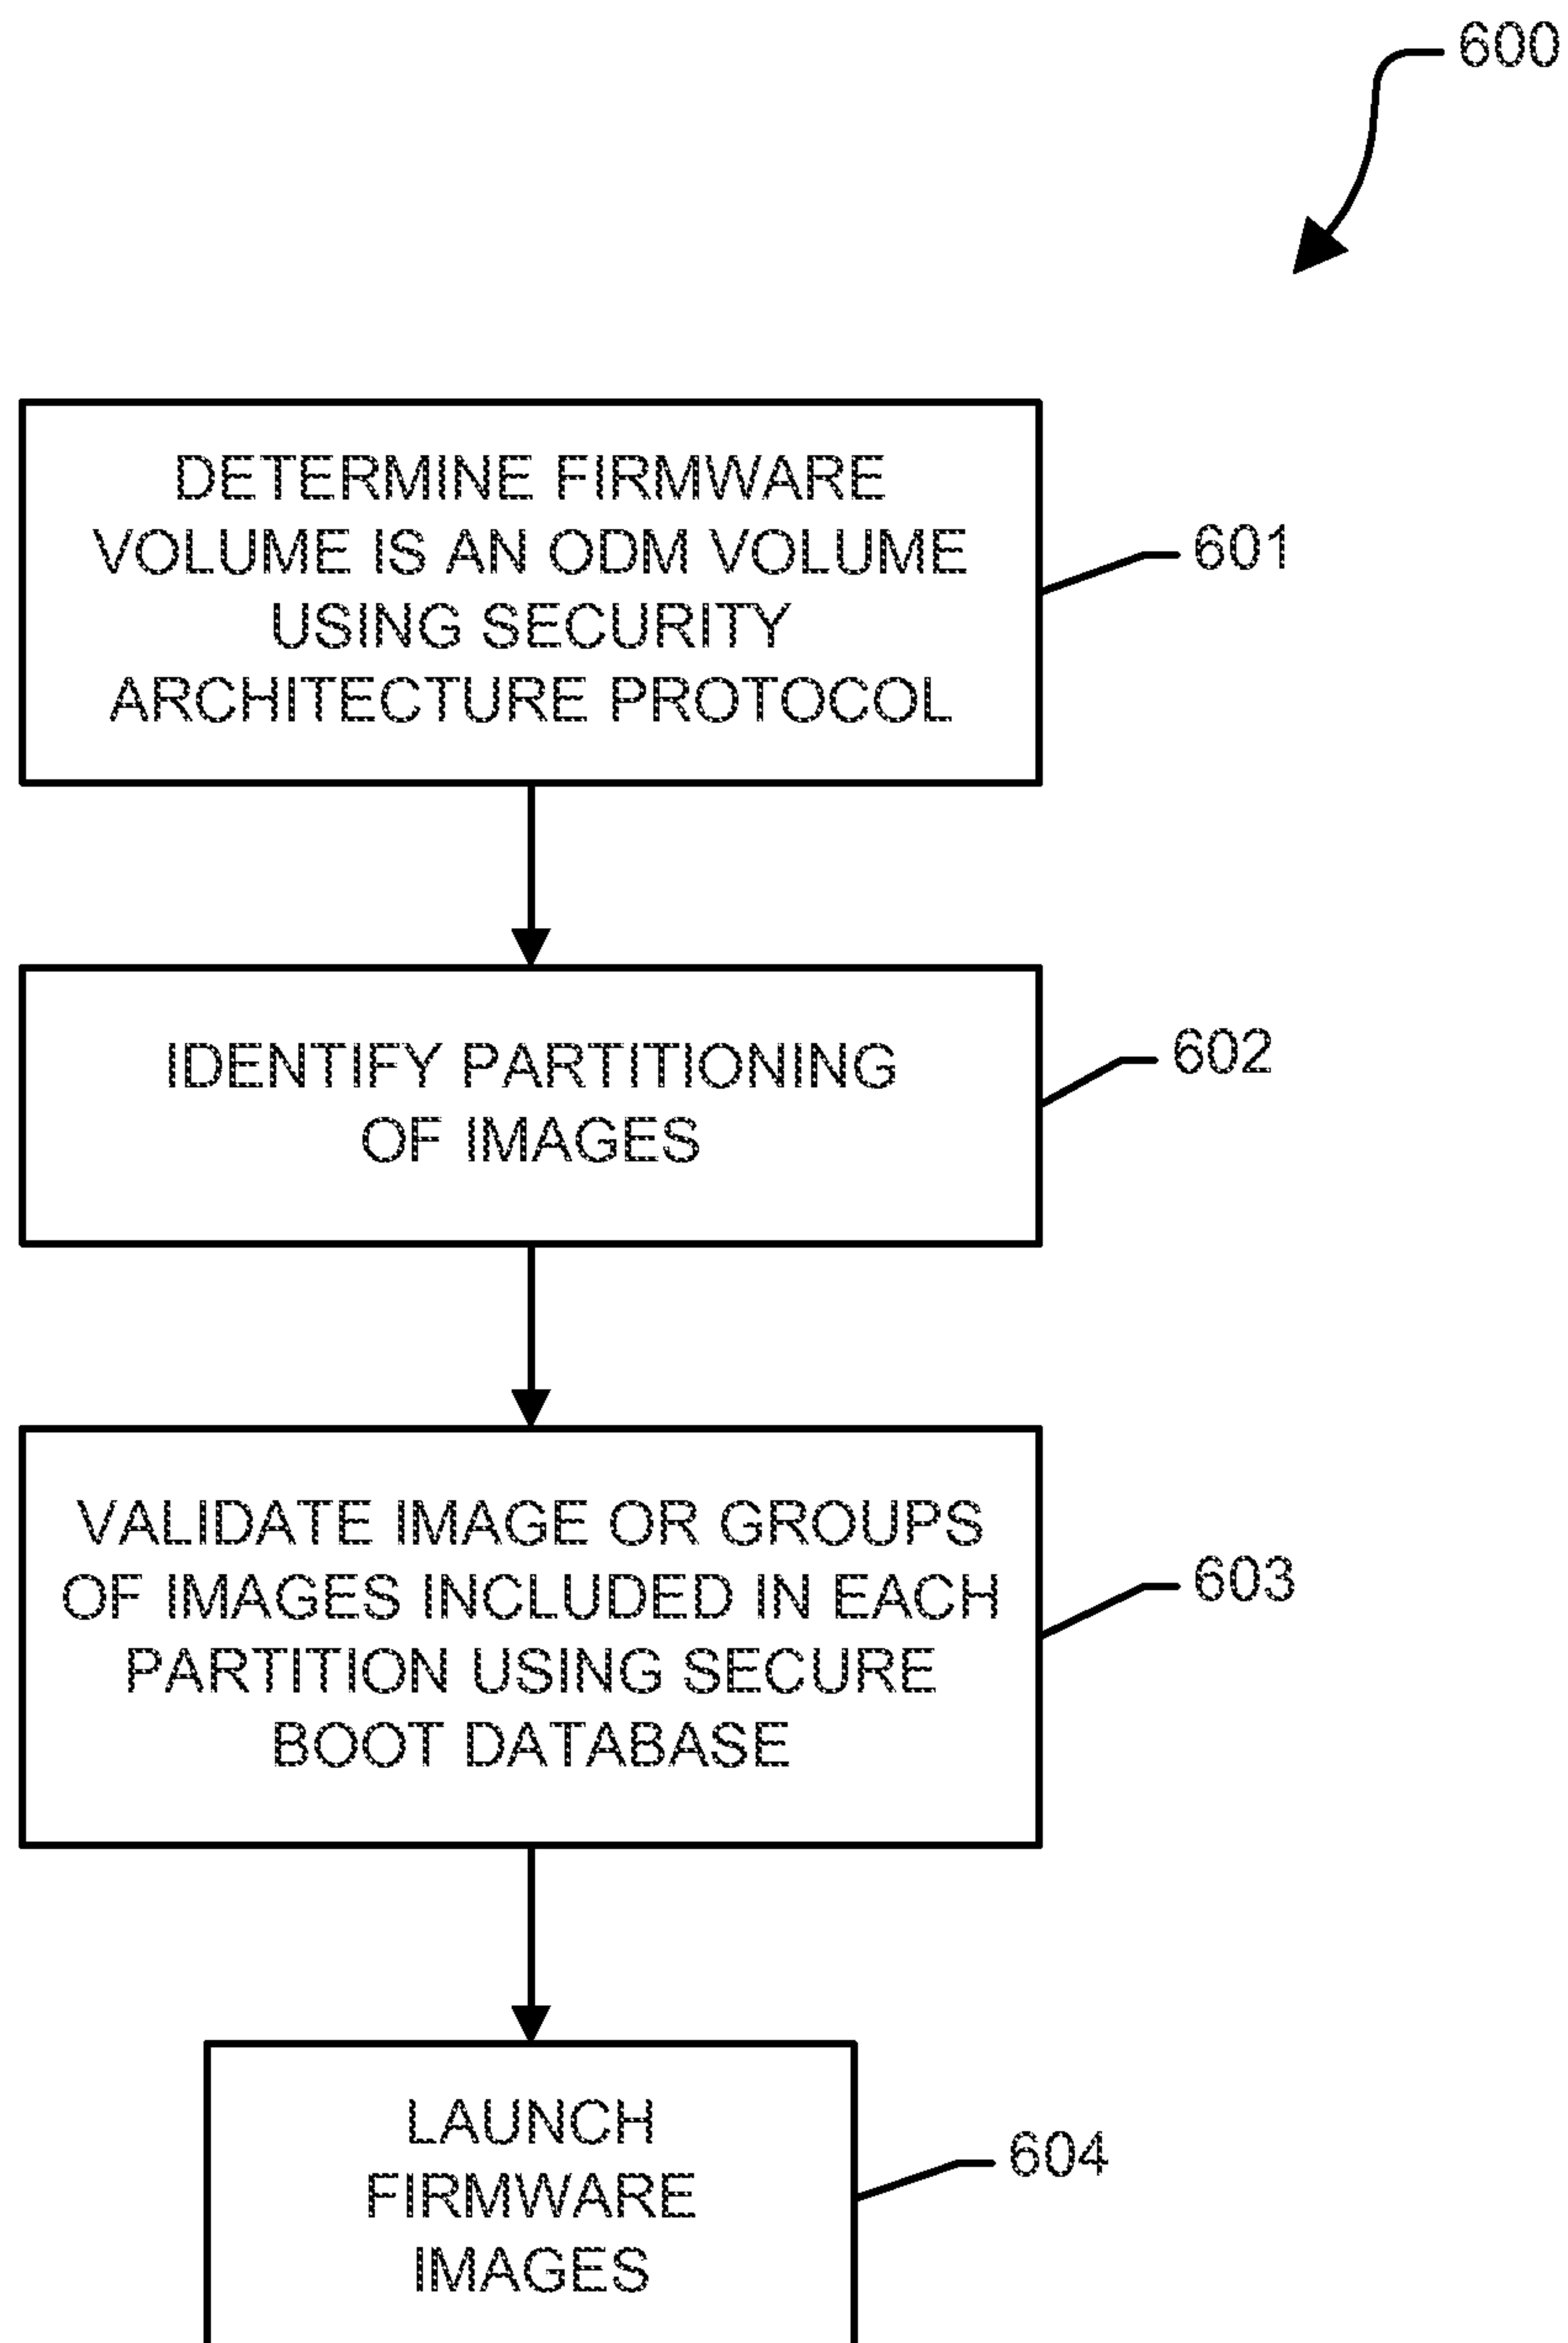 600
DETERMINE FIRMWARE
VOLUME IS AN ODM VOLUME
USING SECURITY
ARCHITECTURE PROTOCOL
601
IDENTIFY PARTITIONING
OF IMAGES
602
VALIDATE IMAGE OR GROUPS
OF IMAGES INCLUDED IN EACH
PARTITION USING SECURE
BOOT DATABASE
603
LAUNCH
FIRMWARE
IMAGES
604